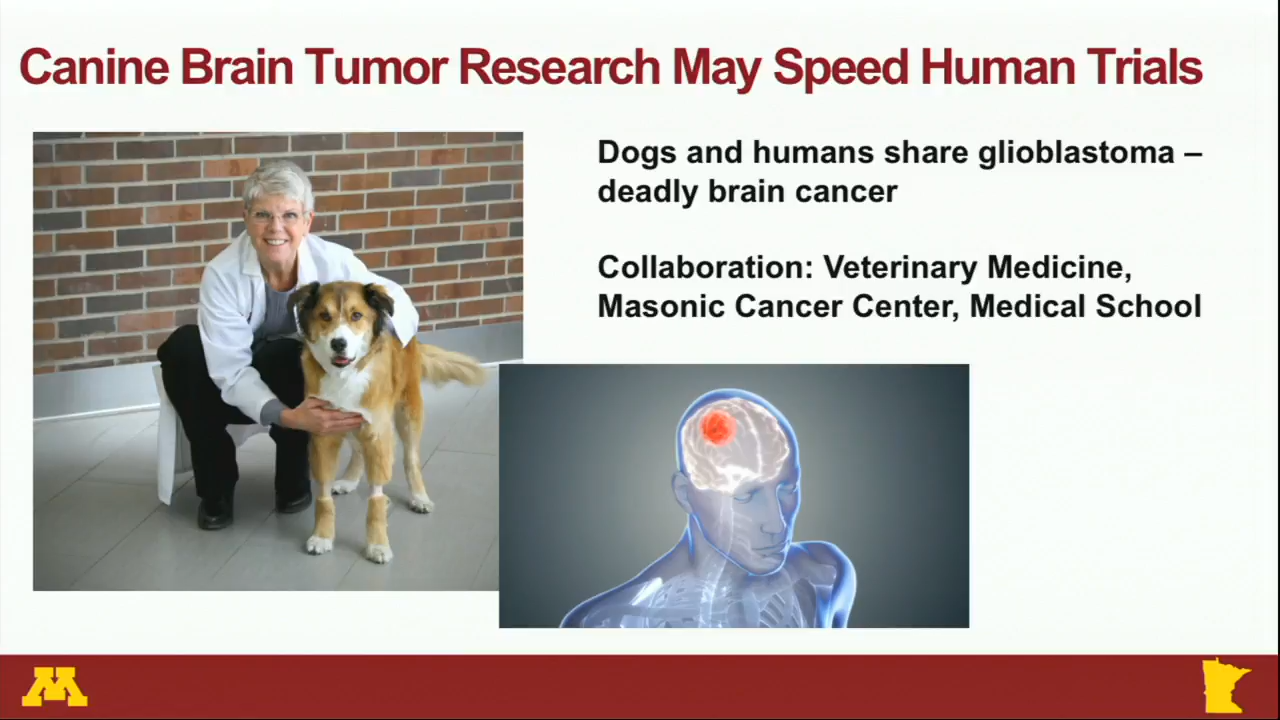 Canine Brain Tumor Research May Speed Human Trials
Dogs and humans share glioblastoma –
deadly brain cancer
Collaboration: Veterinary Medicine,
Masonic Cancer Center, Medical School
M